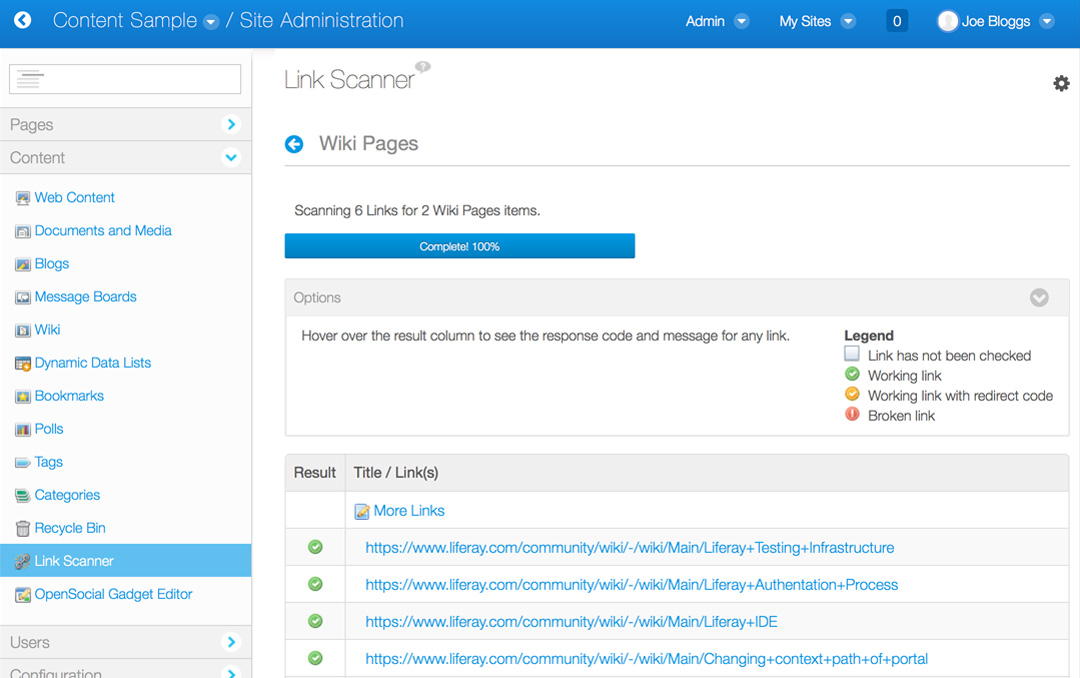 Content Sample / Site Administration
Admin
My Sites
0
Joe Bloggs
Pages
Content
Web Content
Documents and Media
Blogs
Message Boards
Wiki
Dynamic Data Lists
Bookmarks
Polls
Tags
Categories
Recycle Bin
Link Scanner
OpenSocial Gadget Editor
Users
Configuration
Link Scanner ?
Wiki Pages
Scanning 6 Links for 2 Wiki Pages items.
Complete! 100%
Options
Hover over the result column to see the response code and message for any link.
Legend
Link has not been checked
Working link
Working link with redirect code
Broken link
Result Title / Link(s)
More Links
https://www.liferay.com/community/wiki/-/wiki/Main/Liferay+Testing+Infrastructure
https://www.liferay.com/community/wiki/-/wiki/Main/Liferay+Authentation+Process
https://www.liferay.com/community/wiki/-/wiki/Main/Liferay+IDE
https://www.liferay.com/community/wiki/-/wiki/Main/Changing+context+path+of+portal